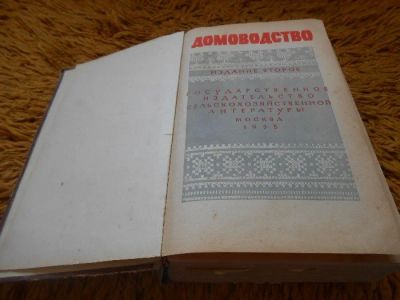 ДОМОВОДСТВО
ИЗДАНИЕ ВТОРОЕ
ГОСУДАРСТВЕННОЕ
ИЗДАТЕЛЬСТВО
СЕЛЬСКОХОЗЯЙСТВЕННОЙ
ЛИТЕРАТУРЫ
МОСКВА